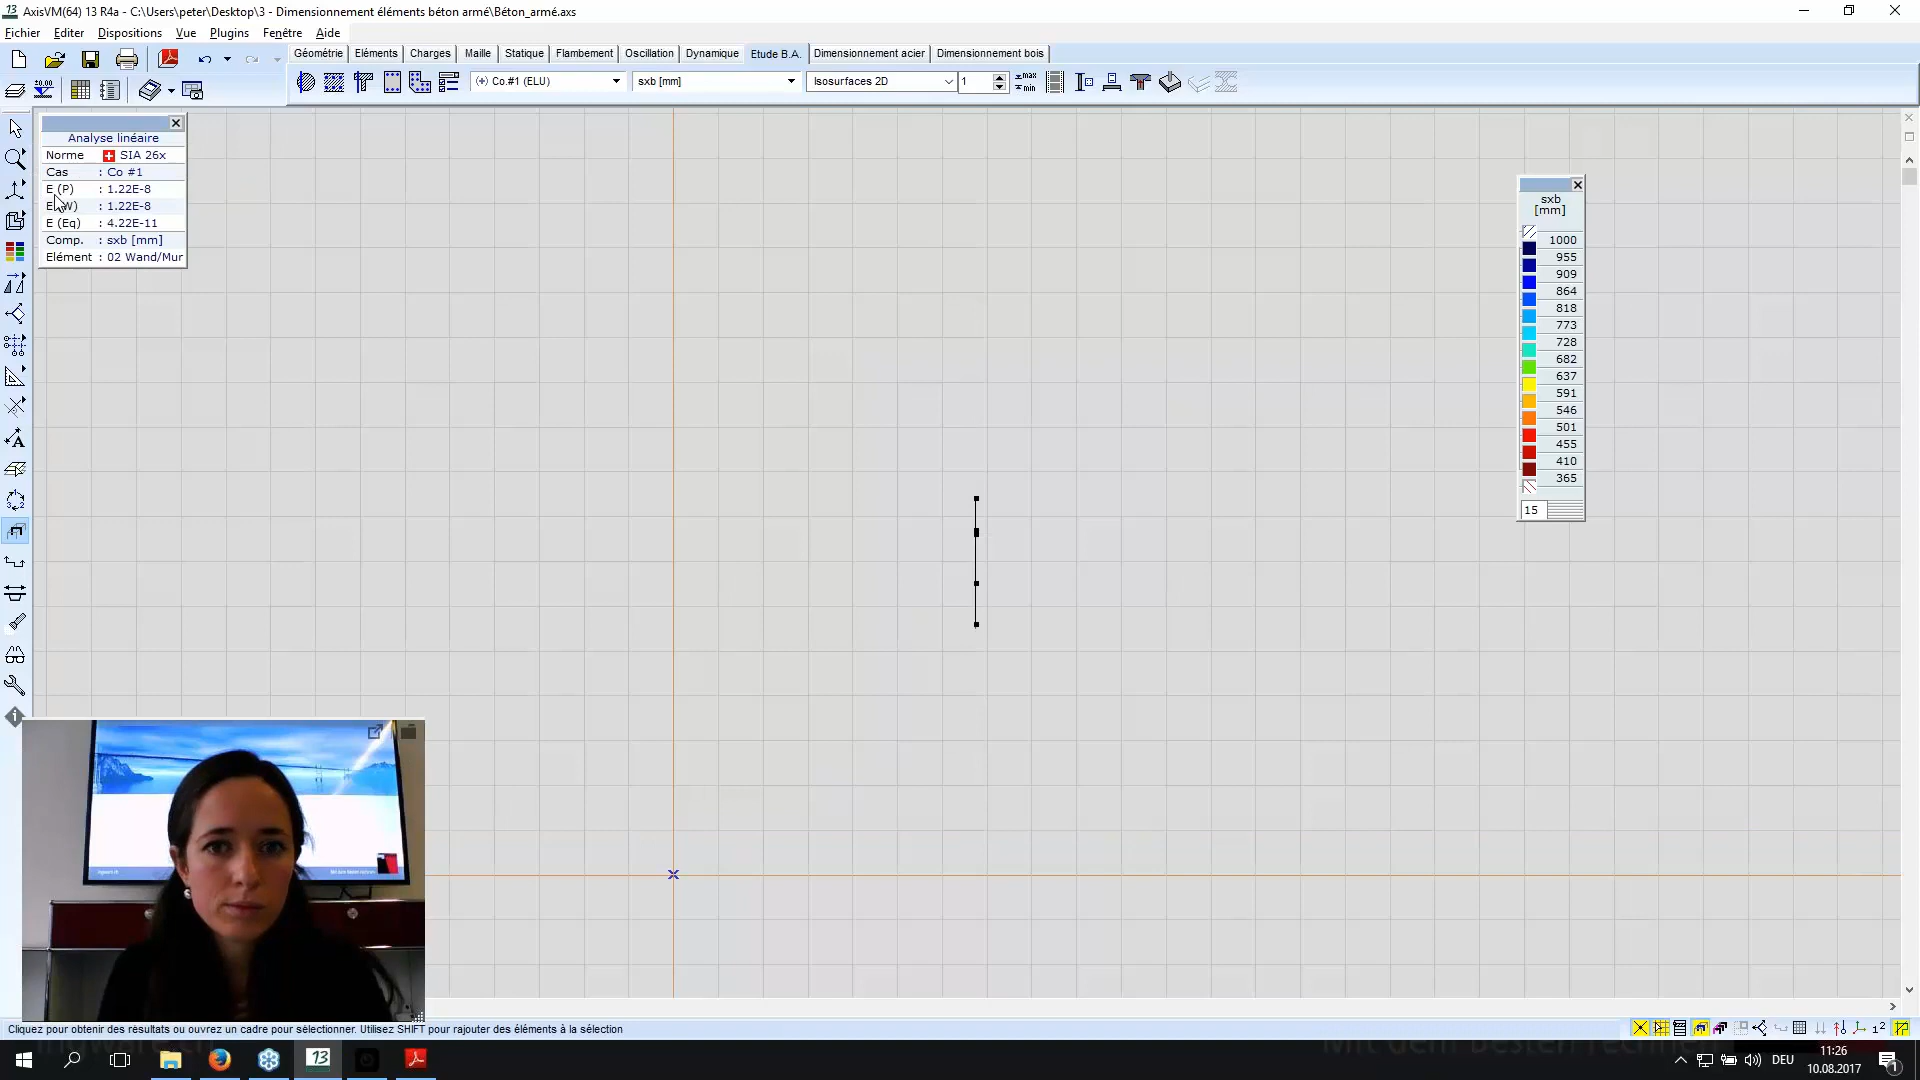 AxisVM(64) 13 R4a - C:\Users\peter\Desktop\3 - Dimensionnement éléments béton armé\Béton_armé.axs
Fichier Editer Dispositions Vue Plugins Fenêtre Aide
Géométrie Eléments Charges Maille Statique Flambement Oscillation Dynamique Etude B.A. Dimensionnement acier Dimensionnement bois
(+) Co.#1 (ELU) sxb [mm] Isosurfaces 2D 1
Analyse linéaire
Norme SIA 26x
Cas : Co #1
E (P) : 1.22E-8
E (W) : 1.22E-8
E (Eq) : 4.22E-11
Comp. : sxb [mm]
Elément : 02 Wand/Mur
sxb
[mm]
1000
955
909
864
818
773
728
682
637
591
546
501
455
410
365
15
Cliquez pour obtenir des résultats ou ouvrez un cadre pour sélectionner. Utilisez SHIFT pour rajouter des éléments à la sélection
13
DEU
11:26
10.08.2017